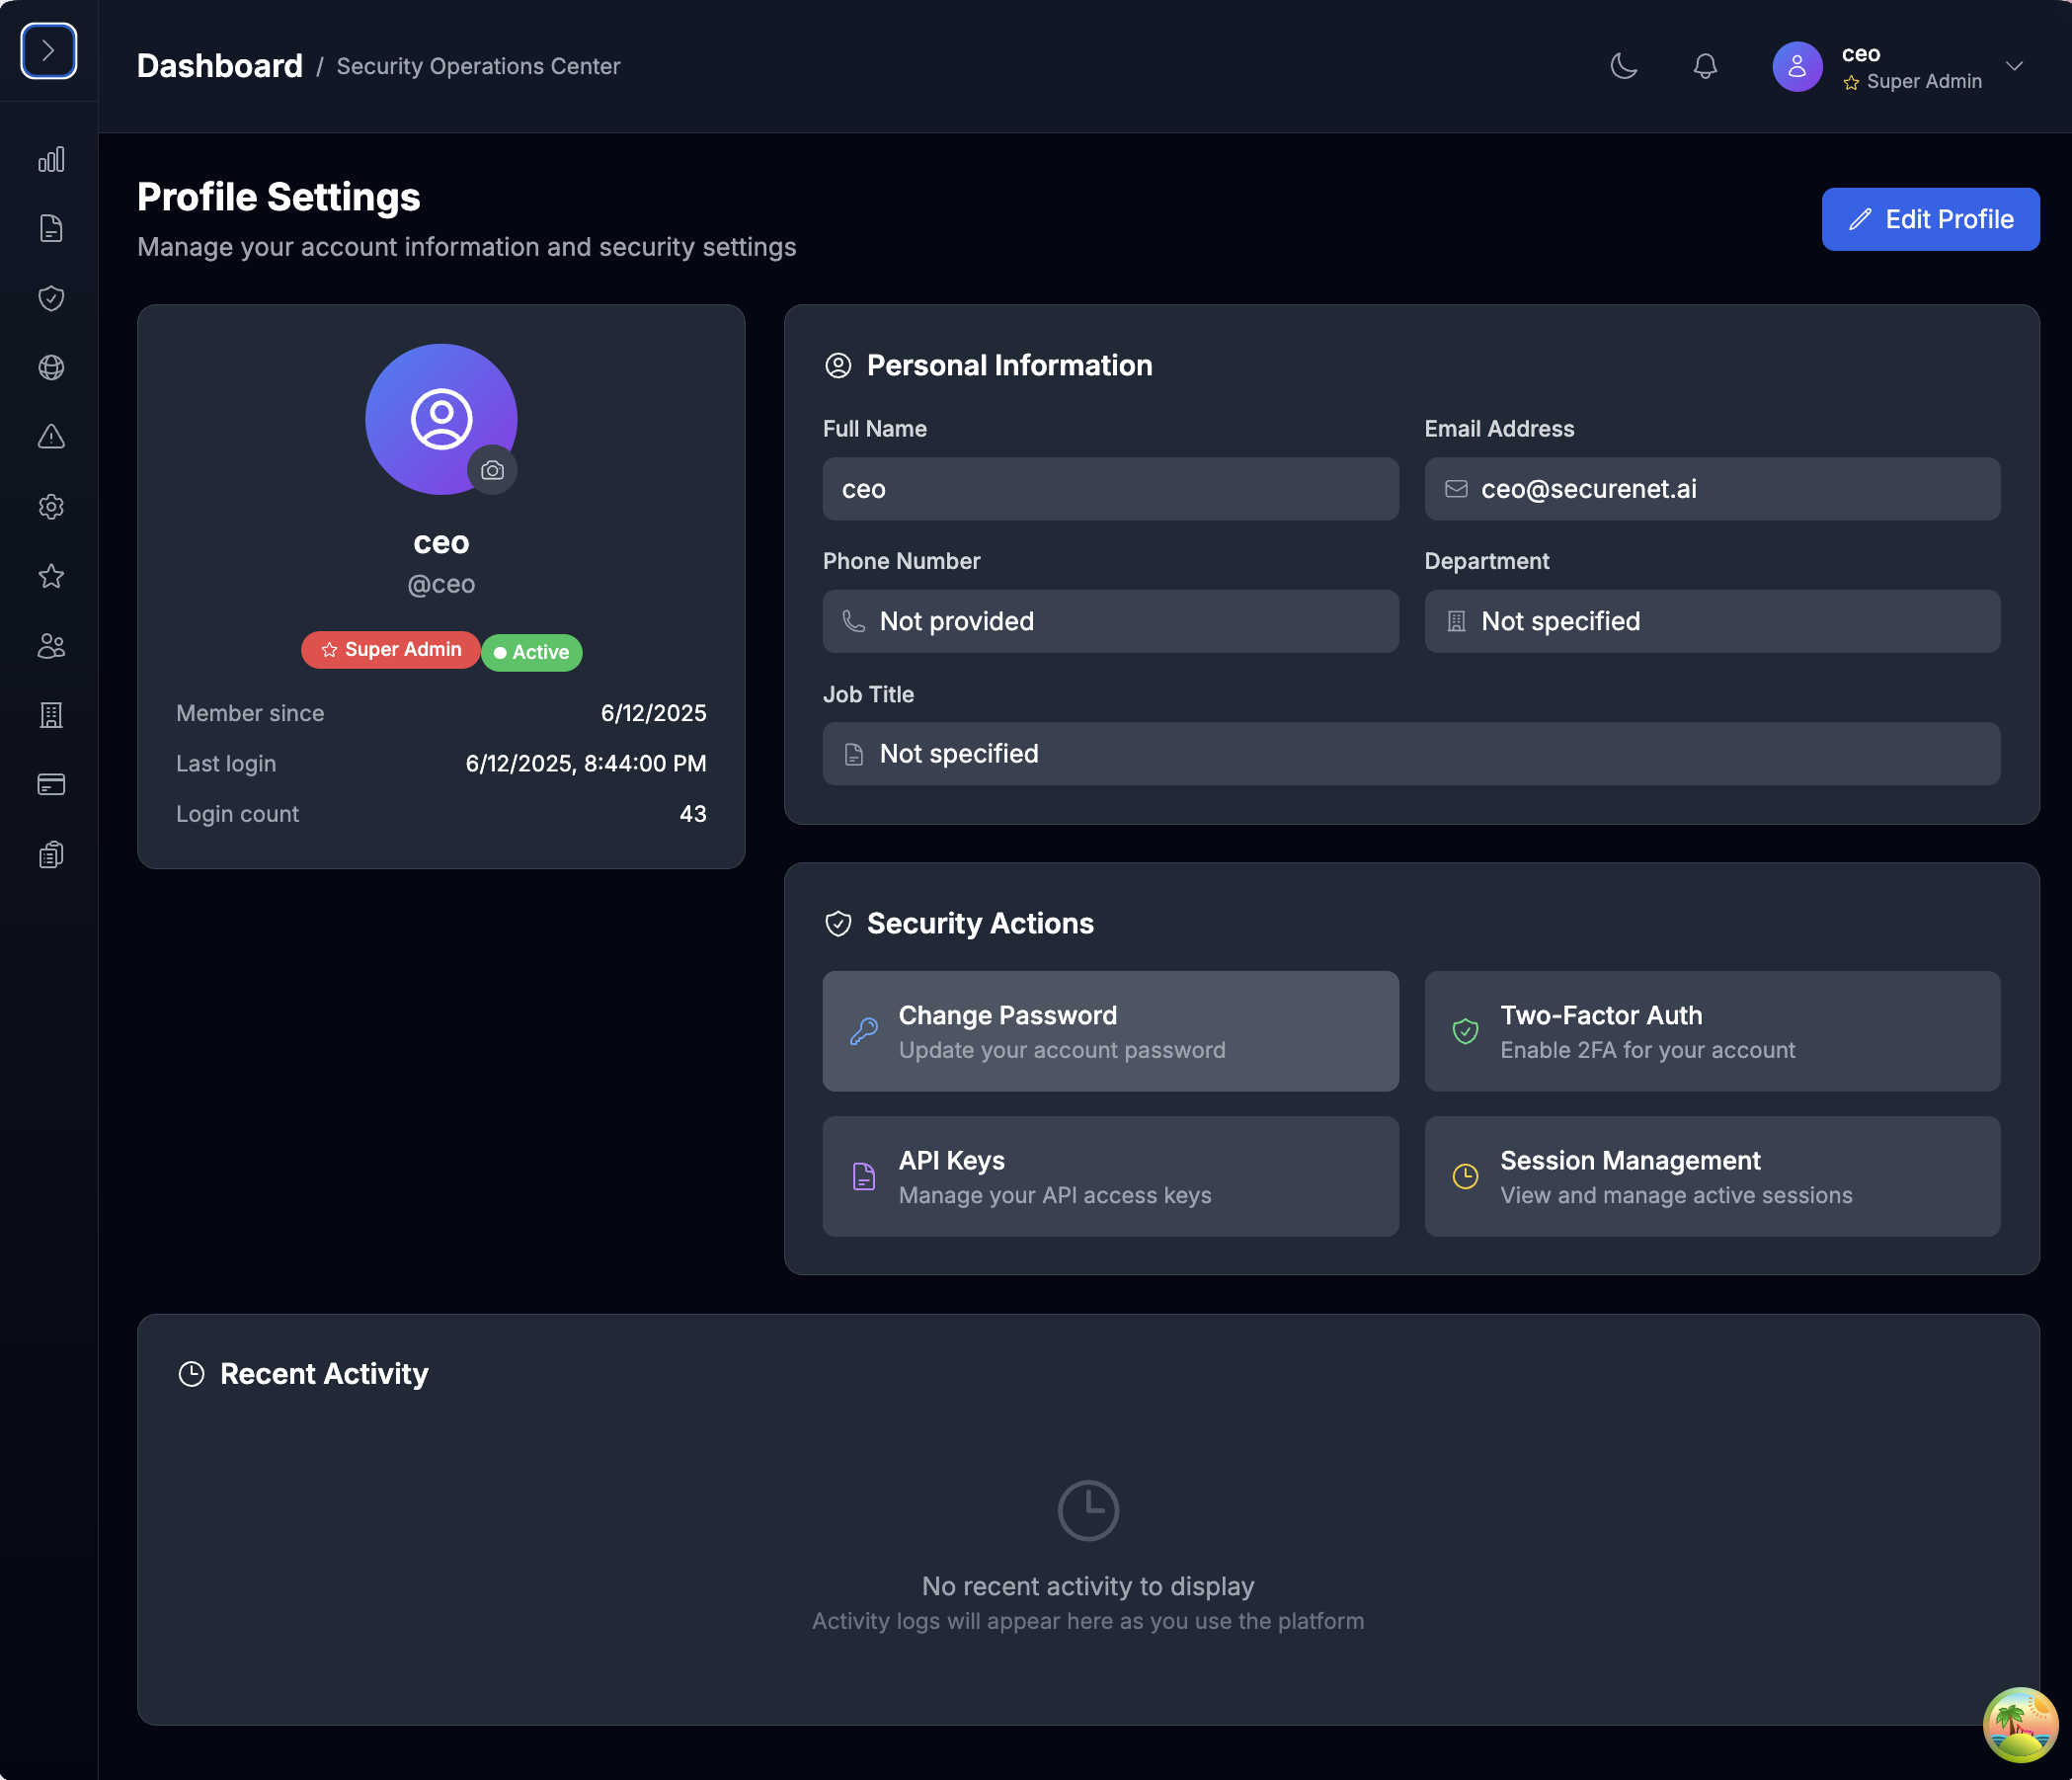 Dashboard / Security Operations Center
ceo
Super Admin
Profile Settings
Manage your account information and security settings
Edit Profile
ceo
@ceo
Super Admin
Active
Member since 6/12/2025
Last login 6/12/2025, 8:44:00 PM
Login count 43
Personal Information
Full Name
ceo
Email Address
ceo@securenet.ai
Phone Number
Not provided
Department
Not specified
Job Title
Not specified
Security Actions
Change Password
Update your account password
Two-Factor Auth
Enable 2FA for your account
API Keys
Manage your API access keys
Session Management
View and manage active sessions
Recent Activity
No recent activity to display
Activity logs will appear here as you use the platform